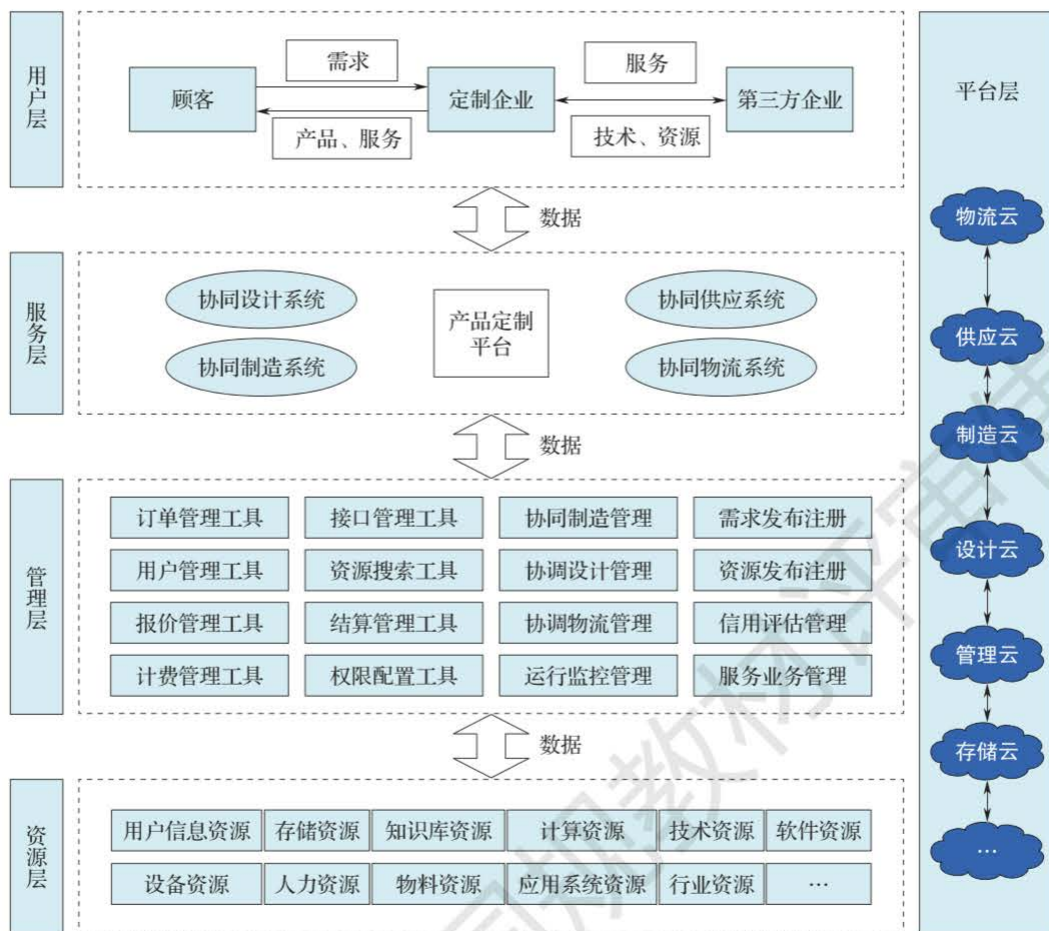 用户层
需求
服务
顾客
定制企业
第三方企业
产品、服务
技术、资源
数据
服务层
协同设计系统
协同供应系统
产品定制
平台
协同制造系统
协同物流系统
数据
管理层
订单管理工具
接口管理工具
协同制造管理
需求发布注册
用户管理工具
资源搜索工具
协调设计管理
资源发布注册
报价管理工具
结算管理工具
协调物流管理
信用评估管理
计费管理工具
权限配置工具
运行监控管理
服务业务管理
数据
资源层
用户信息资源
存储资源
知识库资源
计算资源
技术资源
软件资源
设备资源
人力资源
物料资源
应用系统资源
行业资源
…
平台层
物流云
供应云
制造云
设计云
管理云
存储云
…
规教材评审